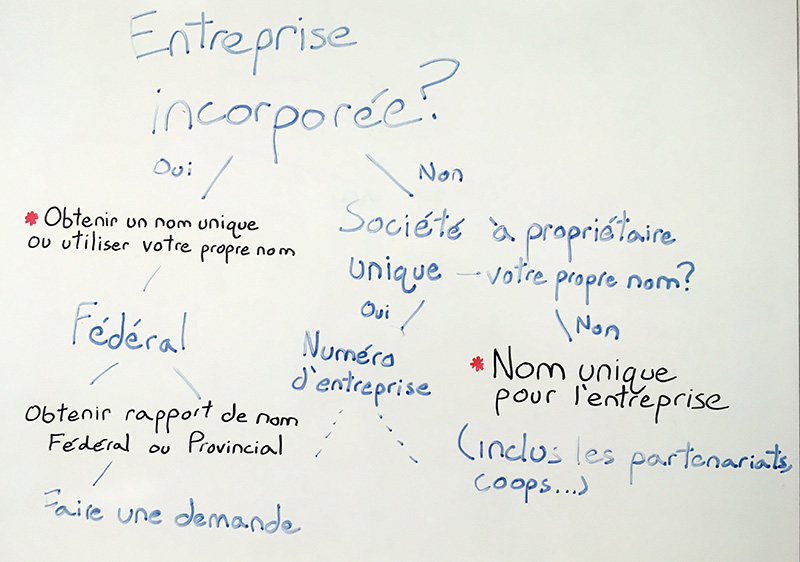 Entreprise
incorporée?
Oui
Non
* Obtenir un nom unique
ou utiliser votre propre nom
Société à propriétaire
unique — votre propre nom?
Fédéral
Oui
Non
Numéro
d'entreprise
* Nom unique
pour l'entreprise
Obtenir rapport de nom
Fédéral ou Provincial
(inclus les partenariats,
coops...)
Faire une demande